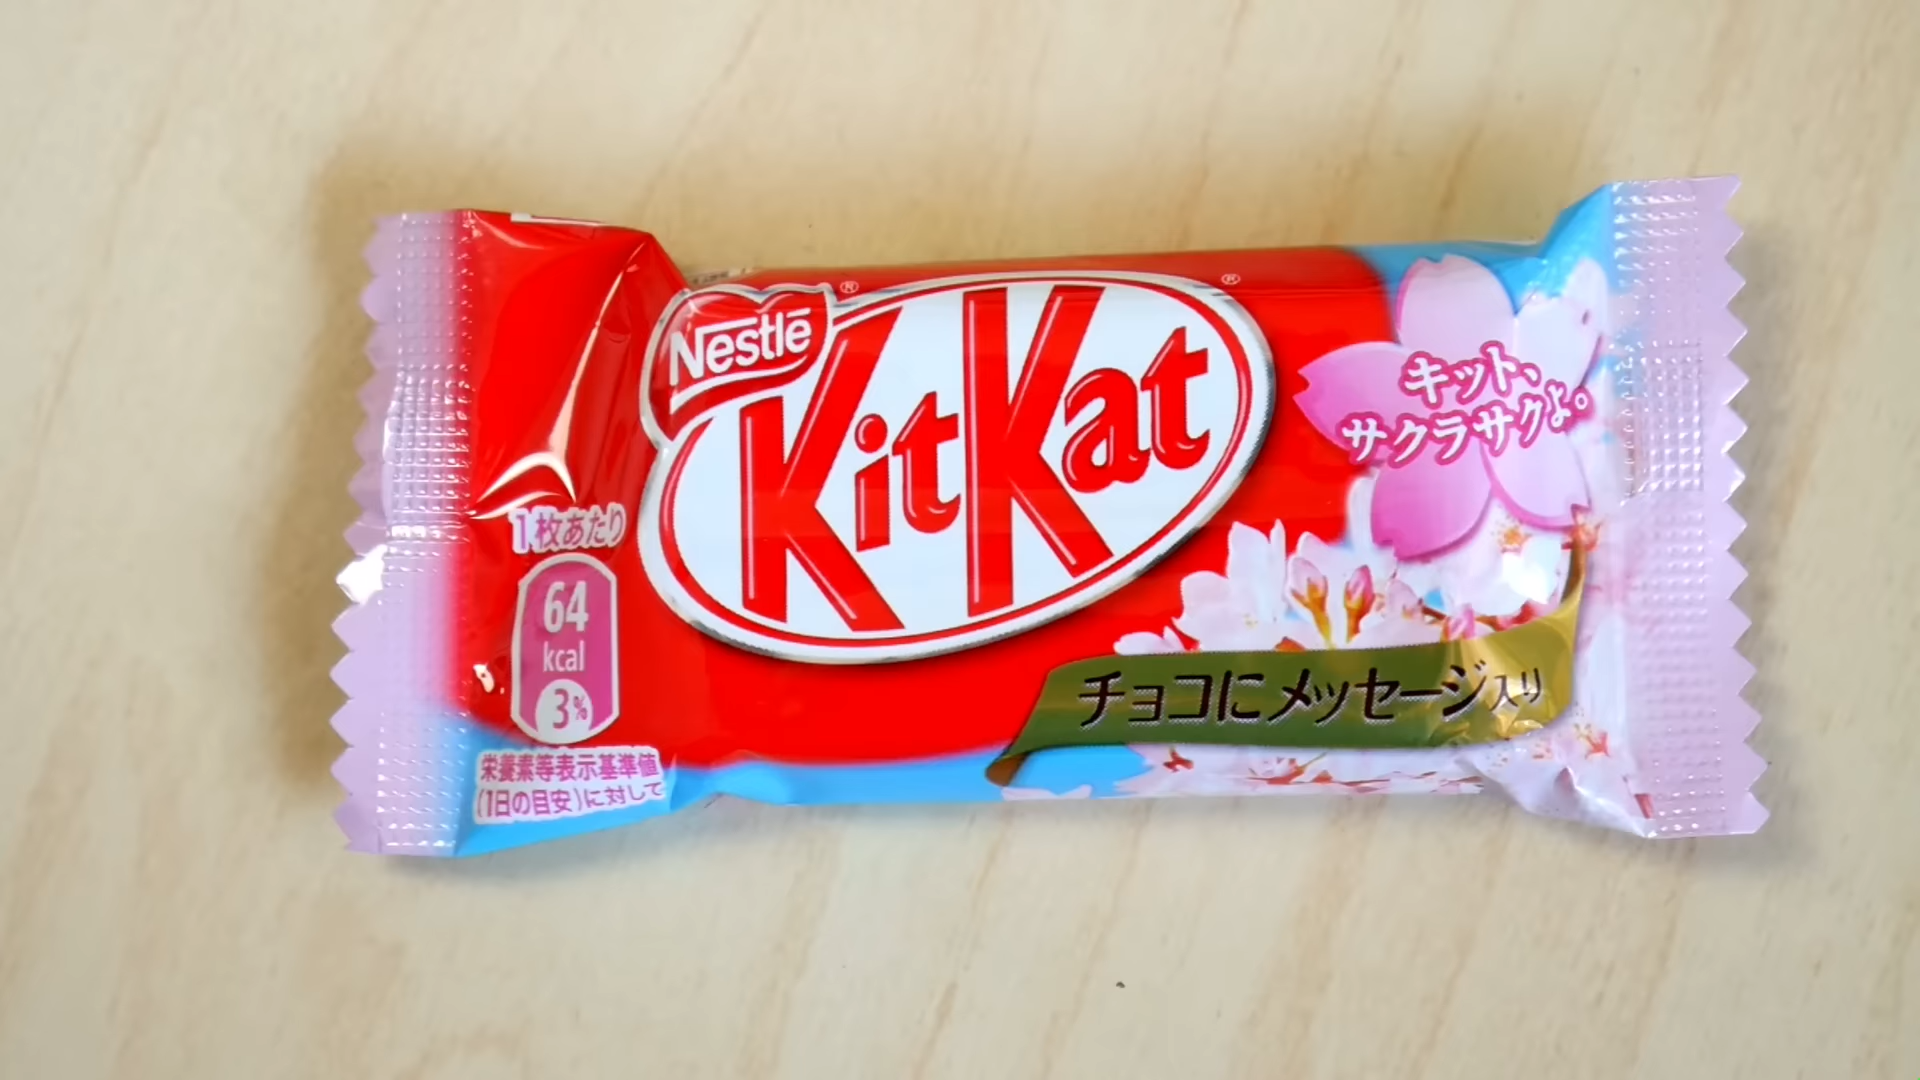 Nestlé
KitKat
キット、
サクラサクよ。
1枚あたり
64
kcal
3%
栄養素等表示基準値
(1日の目安)に対して
チョコにメッセージ入り